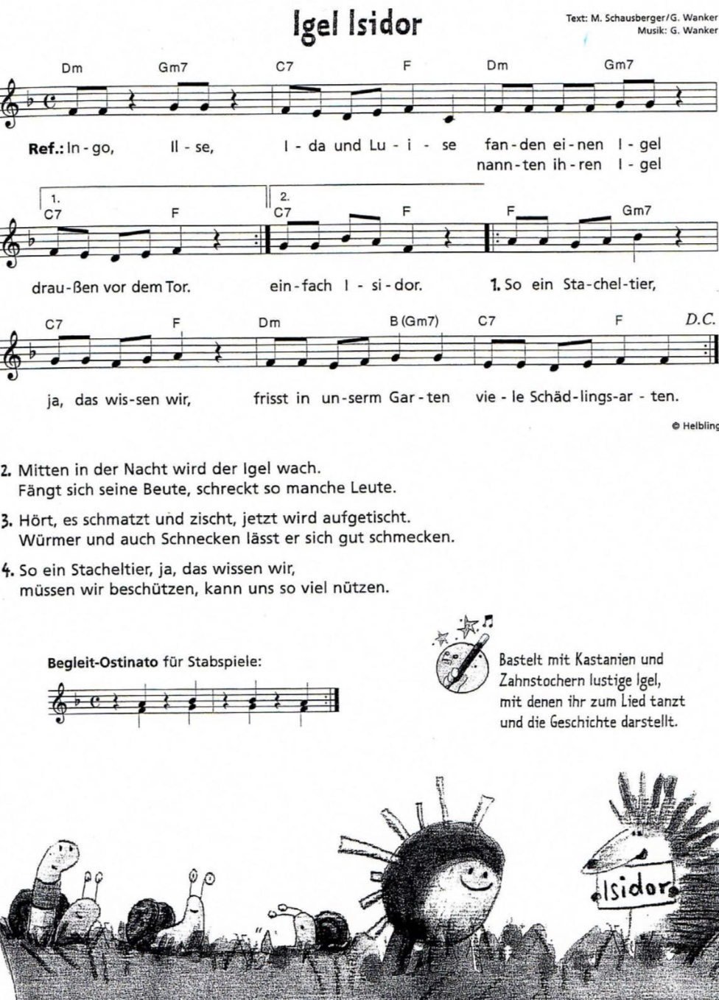 Igel Isidor
Text: M. Schausberger/G. Wanker
Musik: G. Wanker
Dm Gm7 C7 F Dm Gm7
Ref.: In - go, Il - se, I - da und Lu - i - se fan - den ei - nen I - gel
nann - ten ih - ren I - gel
1. 2.
C7 F C7 F F Gm7
drau - ßen vor dem Tor. ein - fach I - si - dor. 1. So ein Sta - chel - tier,
C7 F Dm B (Gm7) C7 F D.C.
ja, das wis - sen wir, frisst in un - serm Gar - ten vie - le Schäd - lings - ar - ten.
© Helbling
2. Mitten in der Nacht wird der Igel wach.
Fängt sich seine Beute, schreckt so manche Leute.
3. Hört, es schmatzt und zischt, jetzt wird aufgetischt.
Würmer und auch Schnecken lässt er sich gut schmecken.
4. So ein Stacheltier, ja, das wissen wir,
müssen wir beschützen, kann uns so viel nützen.
Begleit-Ostinato für Stabspiele:
Bastelt mit Kastanien und
Zahnstochern lustige Igel,
mit denen ihr zum Lied tanzt
und die Geschichte darstellt.
Isidor